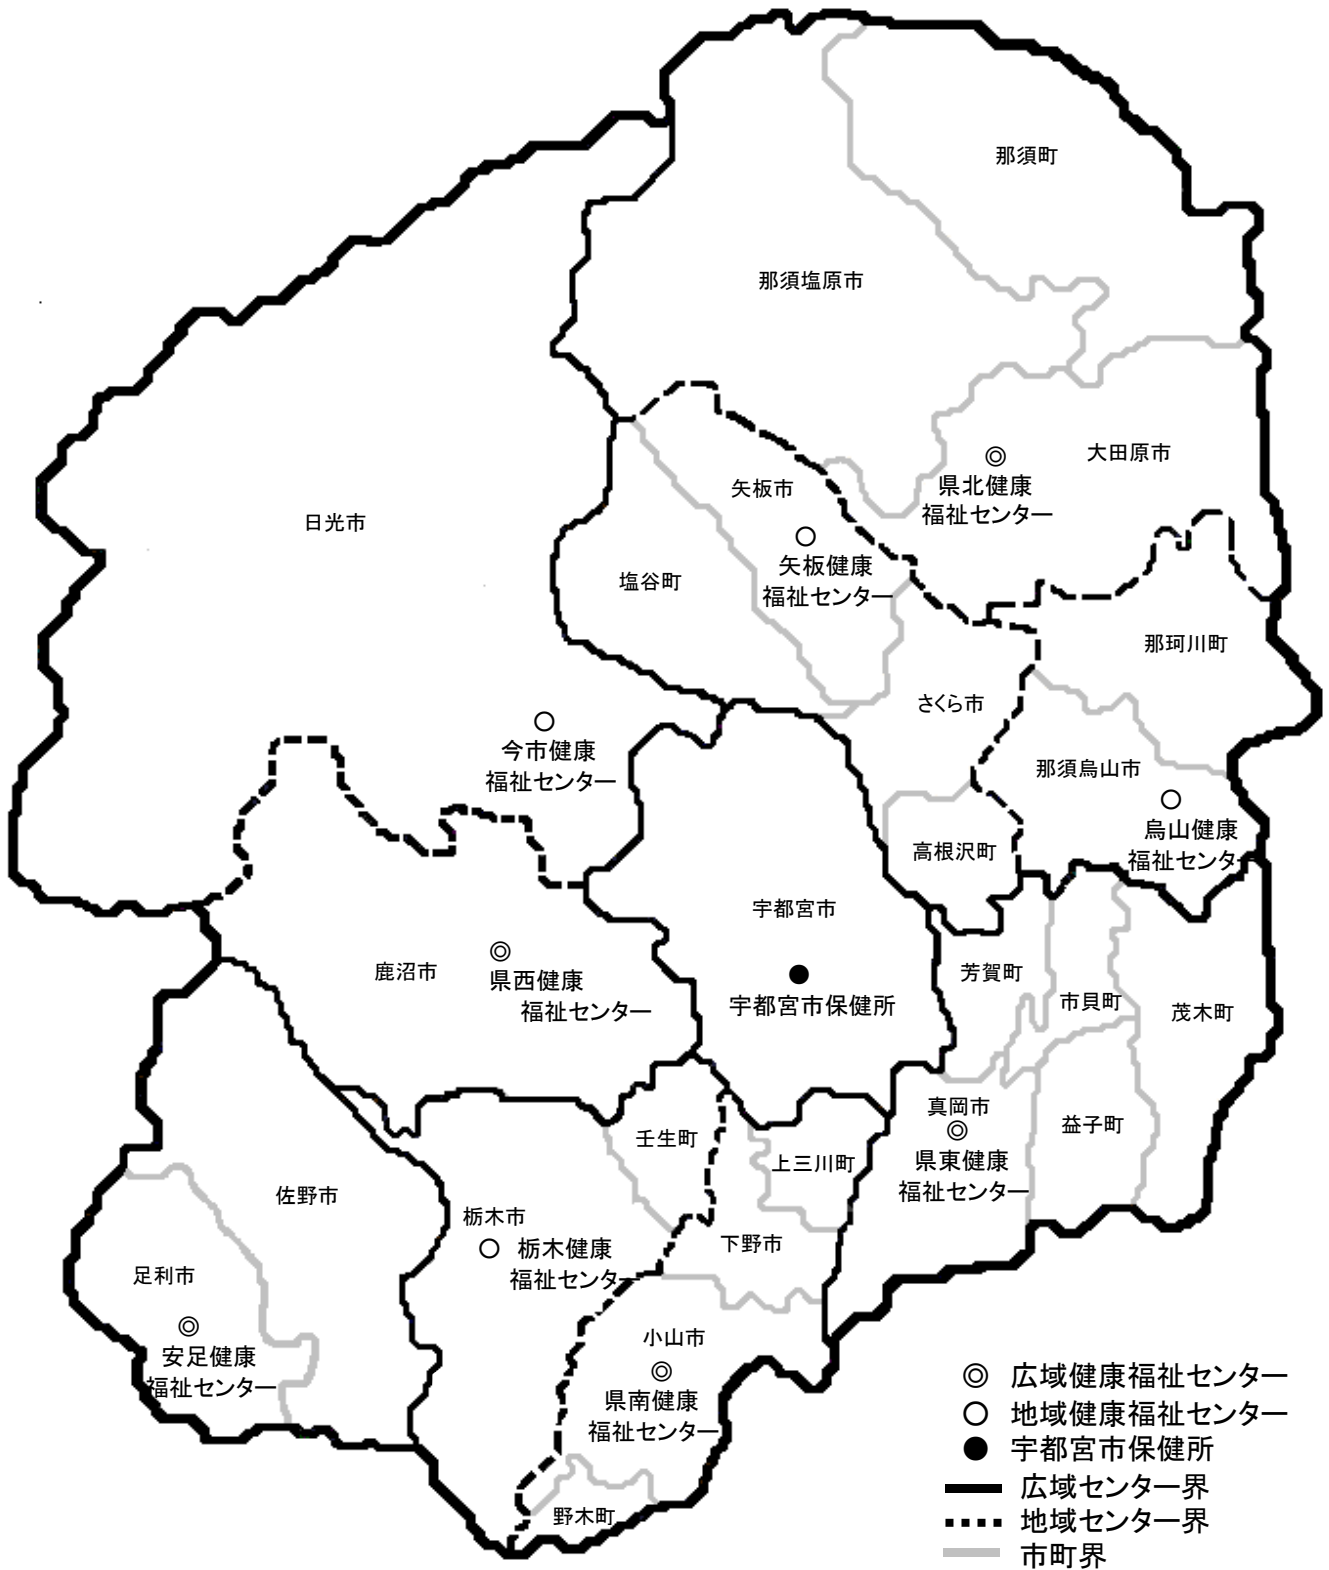 那須町
那須塩原市
大田原市
県北健康
福祉センター
矢板市
矢板健康
福祉センター
日光市
塩谷町
那珂川町
さくら市
今市健康
福祉センター
那須烏山市
烏山健康
福祉センター
高根沢町
宇都宮市
宇都宮市保健所
鹿沼市
県西健康
福祉センター
芳賀町
市貝町
茂木町
真岡市
県東健康
福祉センター
益子町
壬生町
上三川町
佐野市
栃木市
栃木健康
福祉センター
下野市
足利市
安足健康
福祉センター
小山市
県南健康
福祉センター
野木町
広域健康福祉センター
地域健康福祉センター
宇都宮市保健所
広域センター界
地域センター界
市町界